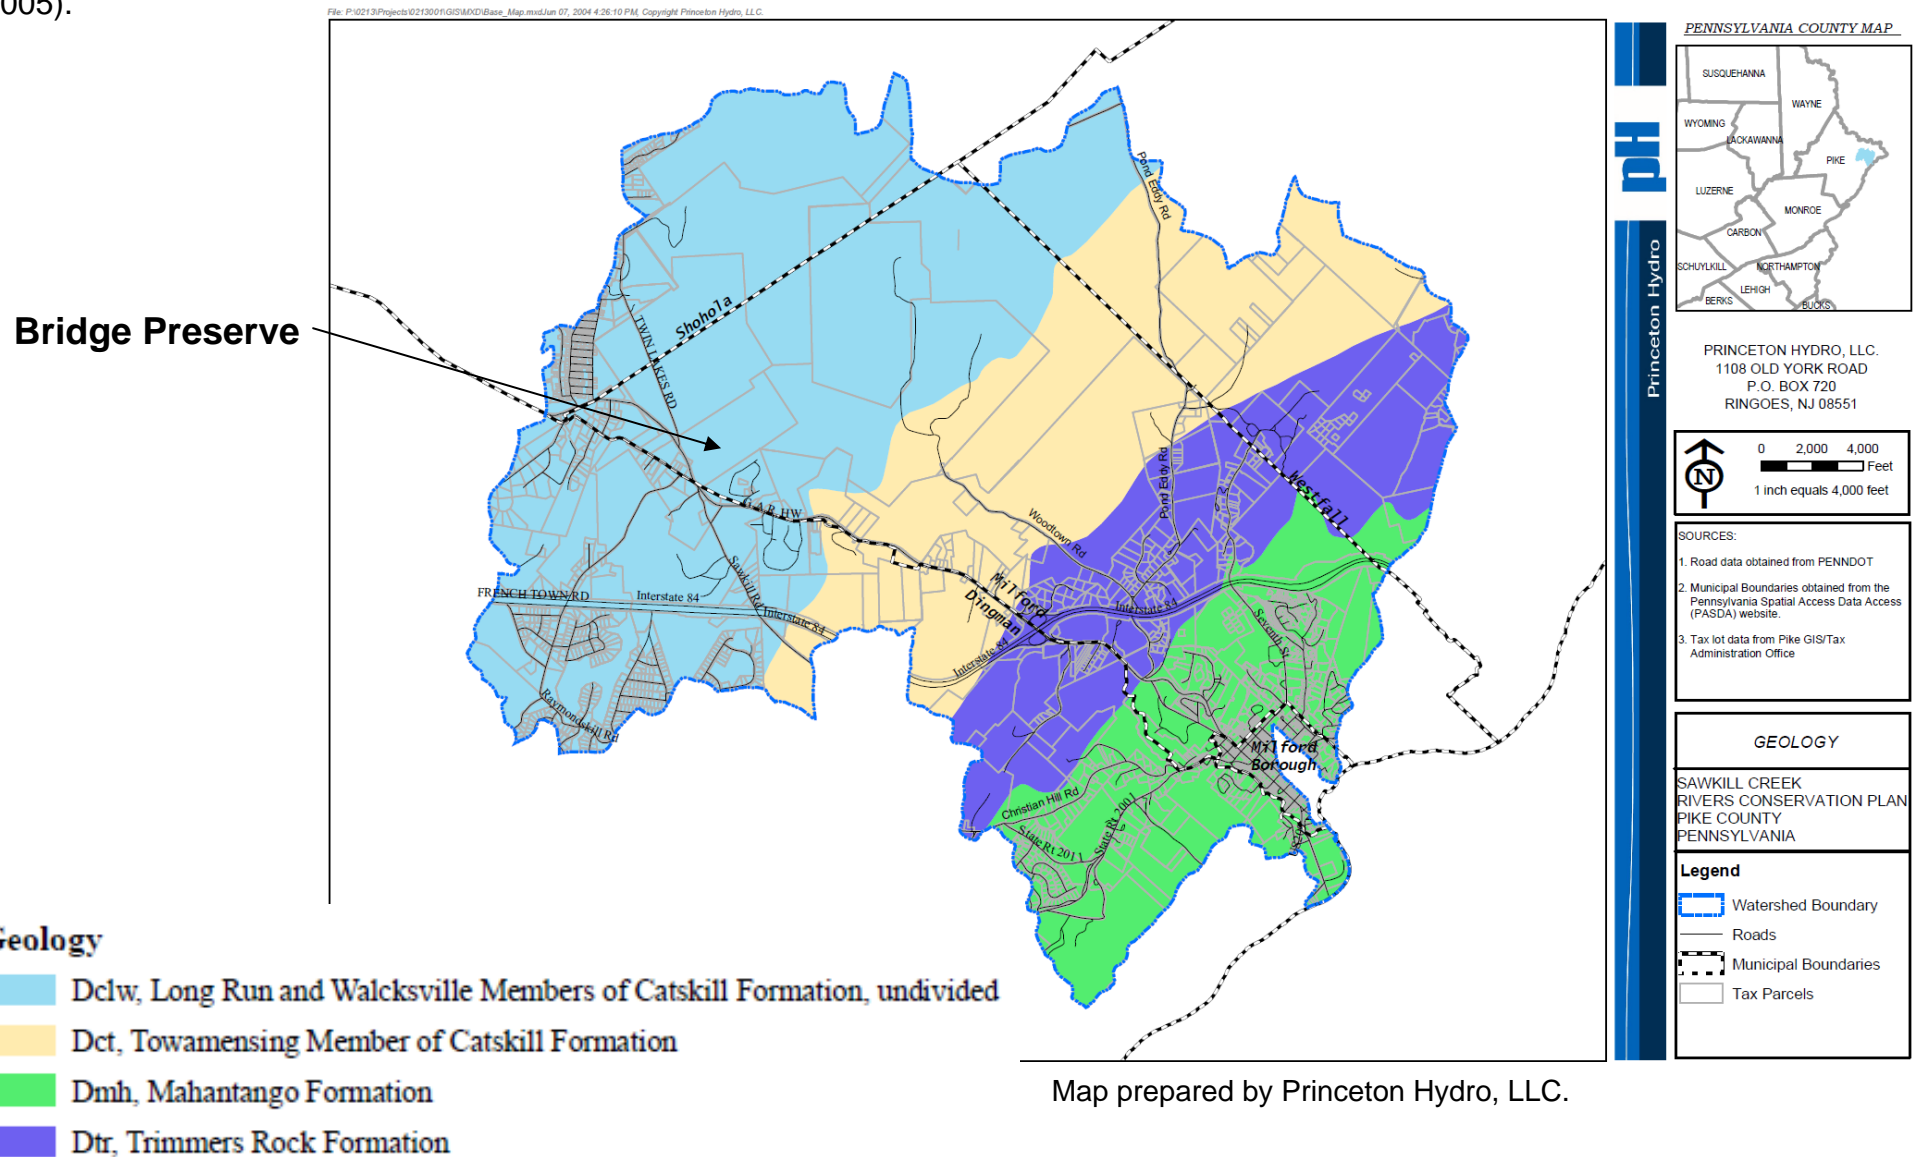 005).
File: P:\0213\Projects\0213001\GIS\MXD\Base_Map.mxdJun 07, 2004 4:26:10 PM, Copyright Princeton Hydro, LLC.
Bridge Preserve
Shohola
TWIN LAKES RD
Pond Eddy Rd
Pond Eddy Rd
Westfall
G A R HW
Woodtown Rd
Milford
Dingman
Sawkill Rd
FRENCH TOWN RD
Interstate 84
Interstate 84
Interstate 84
Interstate 84
Seventh St
Raymondskill Rd
Milford
Borough
Christian Hill Rd
State Rt 2001
State Rt 2011
pH
Princeton Hydro
PENNSYLVANIA COUNTY MAP
SUSQUEHANNA
WAYNE
WYOMING
LACKAWANNA
PIKE
LUZERNE
MONROE
CARBON
SCHUYLKILL
NORTHAMPTON
LEHIGH
BERKS
BUCKS
PRINCETON HYDRO, LLC.
1108 OLD YORK ROAD
P.O. BOX 720
RINGOES, NJ 08551
N
0 2,000 4,000
Feet
1 inch equals 4,000 feet
SOURCES:
1. Road data obtained from PENNDOT
2. Municipal Boundaries obtained from the
Pennsylvania Spatial Access Data Access
(PASDA) website.
3. Tax lot data from Pike GIS/Tax
Administration Office
GEOLOGY
SAWKILL CREEK
RIVERS CONSERVATION PLAN
PIKE COUNTY
PENNSYLVANIA
Legend
Watershed Boundary
Roads
Municipal Boundaries
Tax Parcels
Geology
Dclw, Long Run and Walcksville Members of Catskill Formation, undivided
Dct, Towamensing Member of Catskill Formation
Dmh, Mahantango Formation
Dtr, Trimmers Rock Formation
Map prepared by Princeton Hydro, LLC.